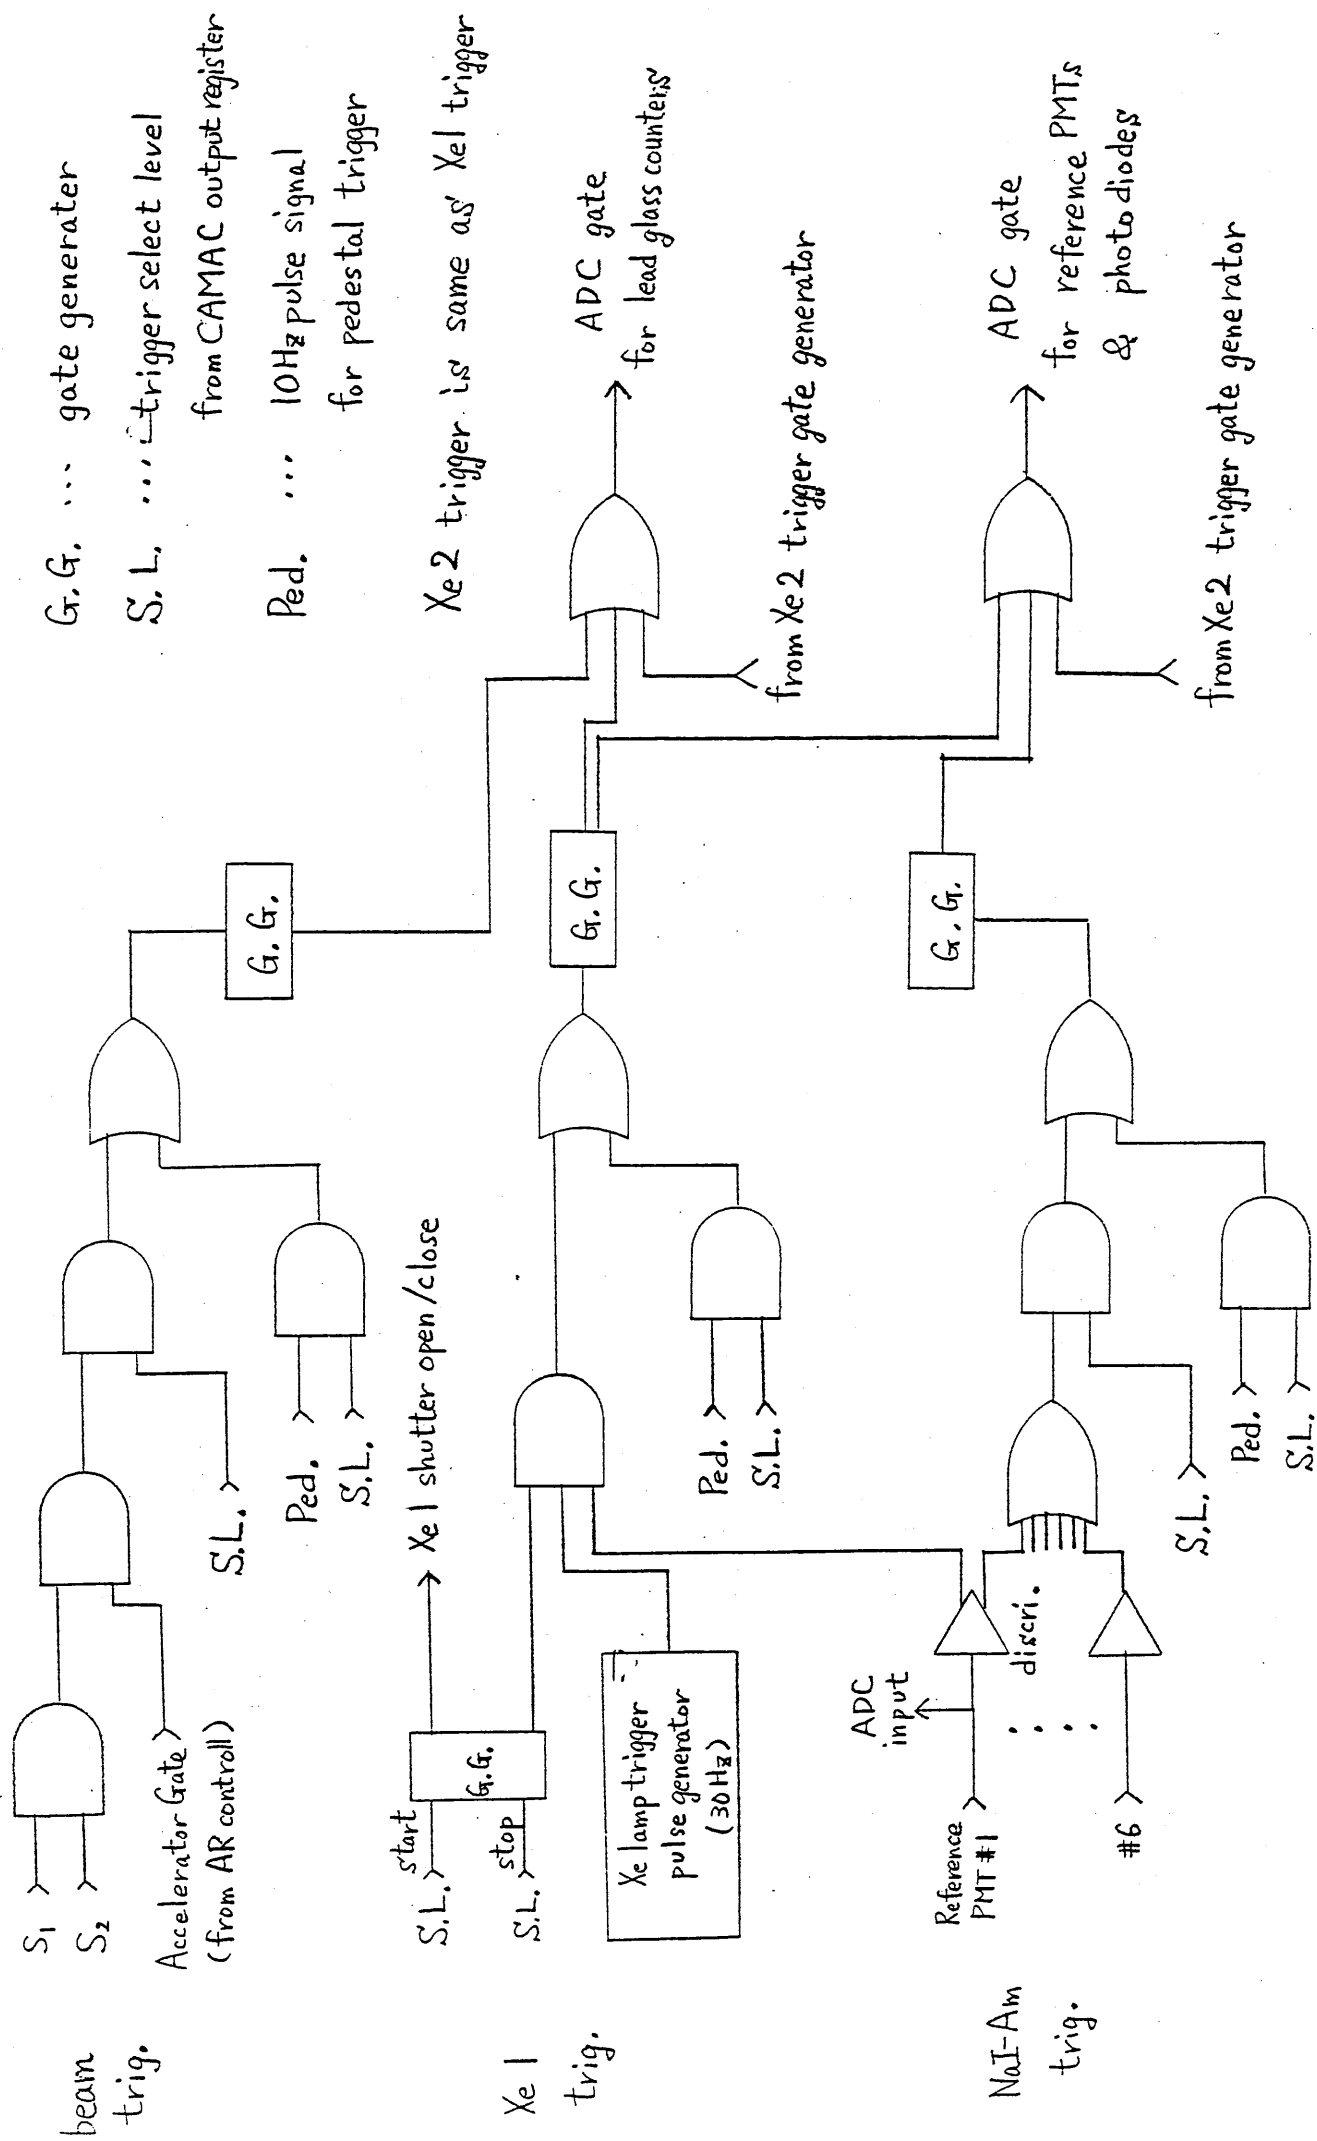 G.G. ... gate generater
S.L. ... trigger select level
from CAMAC output register
Ped. ... 10Hz pulse signal
for pedestal trigger
Xe2 trigger is same as Xe1 trigger
beam
trig.
S1
S2
Accelerator Gate
(from AR controll)
S.L.
Ped.
S.L.
G.G.
Xe 1
trig.
S.L.
start
S.L.
stop
G.G.
Xe 1 shutter open/close
Xe lamp trigger
pulse generator
(30Hz)
Ped.
S.L.
G.G.
ADC gate
for lead glass counters
from Xe2 trigger gate generator
NaI-Am
trig.
Reference
PMT#1
ADC
input
discri.
#6
S.L.
Ped.
S.L.
G.G.
ADC gate
for reference PMTs
& photodiodes
from Xe2 trigger gate generator